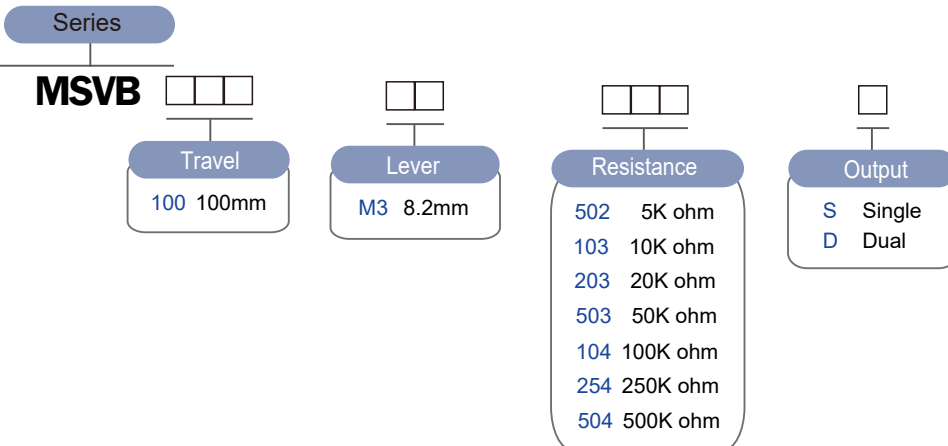 Series
MSVB
Travel
100 100mm
Lever
M3 8.2mm
Resistance
502 5K ohm
103 10K ohm
203 20K ohm
503 50K ohm
104 100K ohm
254 250K ohm
504 500K ohm
Output
S Single
D Dual